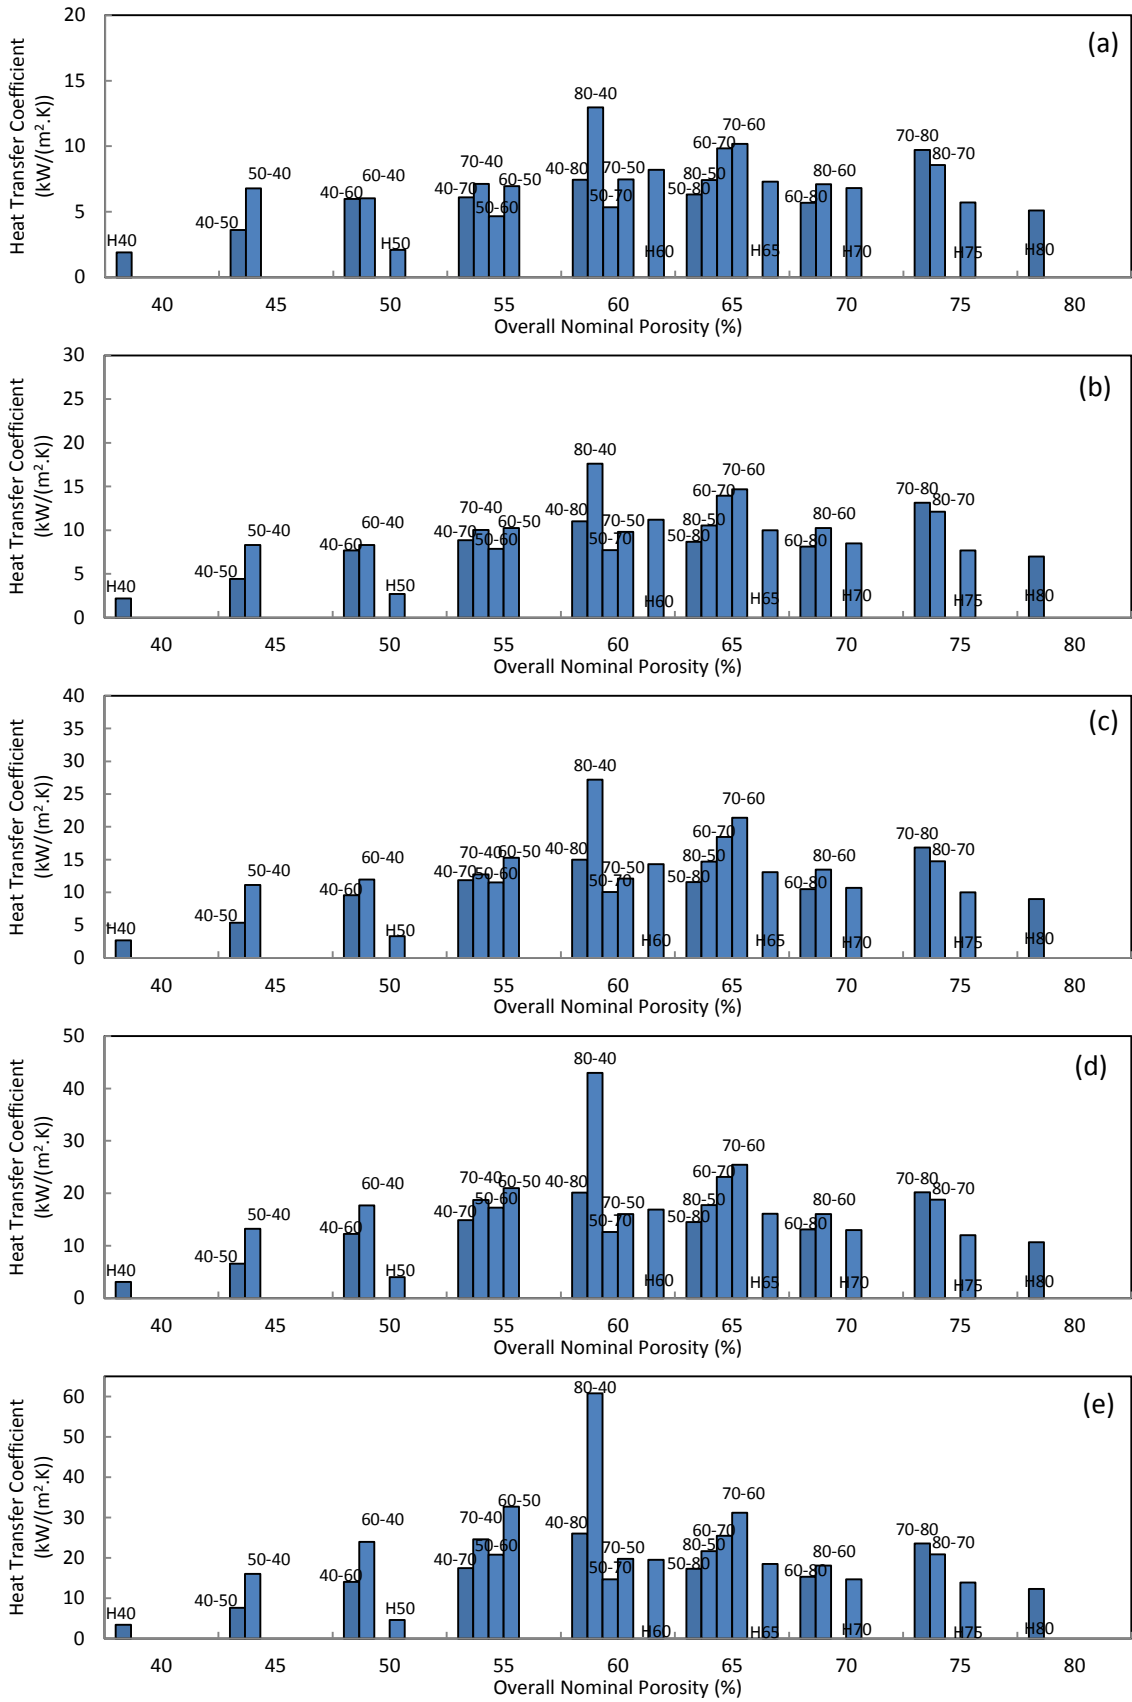 (a)
Heat Transfer Coefficient
(kW/(m².K))
20
15
10
5
0
H40
40-50
50-40
40-60
60-40
H50
40-70
70-40
50-60
60-50
40-80
80-40
50-70
70-50
H60
50-80
80-50
60-70
70-60
H65
60-80
80-60
H70
70-80
80-70
H75
H80
40 45 50 55 60 65 70 75 80
Overall Nominal Porosity (%)
(b)
Heat Transfer Coefficient
(kW/(m².K))
30
25
20
15
10
5
0
H40
40-50
50-40
40-60
60-40
H50
40-70
70-40
50-60
60-50
40-80
80-40
50-70
70-50
H60
50-80
80-50
60-70
70-60
H65
60-80
80-60
H70
70-80
80-70
H75
H80
40 45 50 55 60 65 70 75 80
Overall Nominal Porosity (%)
(c)
Heat Transfer Coefficient
(kW/(m².K))
40
35
30
25
20
15
10
5
0
H40
40-50
50-40
40-60
60-40
H50
40-70
70-40
50-60
60-50
40-80
80-40
50-70
70-50
H60
50-80
80-50
60-70
70-60
H65
60-80
80-60
H70
70-80
80-70
H75
H80
40 45 50 55 60 65 70 75 80
Overall Nominal Porosity (%)
(d)
Heat Transfer Coefficient
(kW/(m².K))
50
40
30
20
10
0
H40
40-50
50-40
40-60
60-40
H50
40-70
70-40
50-60
60-50
40-80
80-40
50-70
70-50
H60
50-80
80-50
60-70
70-60
H65
60-80
80-60
H70
70-80
80-70
H75
H80
40 45 50 55 60 65 70 75 80
Overall Nominal Porosity (%)
(e)
Heat Transfer Coefficient
(kW/(m².K))
60
50
40
30
20
10
0
H40
40-50
50-40
40-60
60-40
H50
40-70
70-40
50-60
60-50
40-80
80-40
50-70
70-50
H60
50-80
80-50
60-70
70-60
H65
60-80
80-60
H70
70-80
80-70
H75
H80
40 45 50 55 60 65 70 75 80
Overall Nominal Porosity (%)